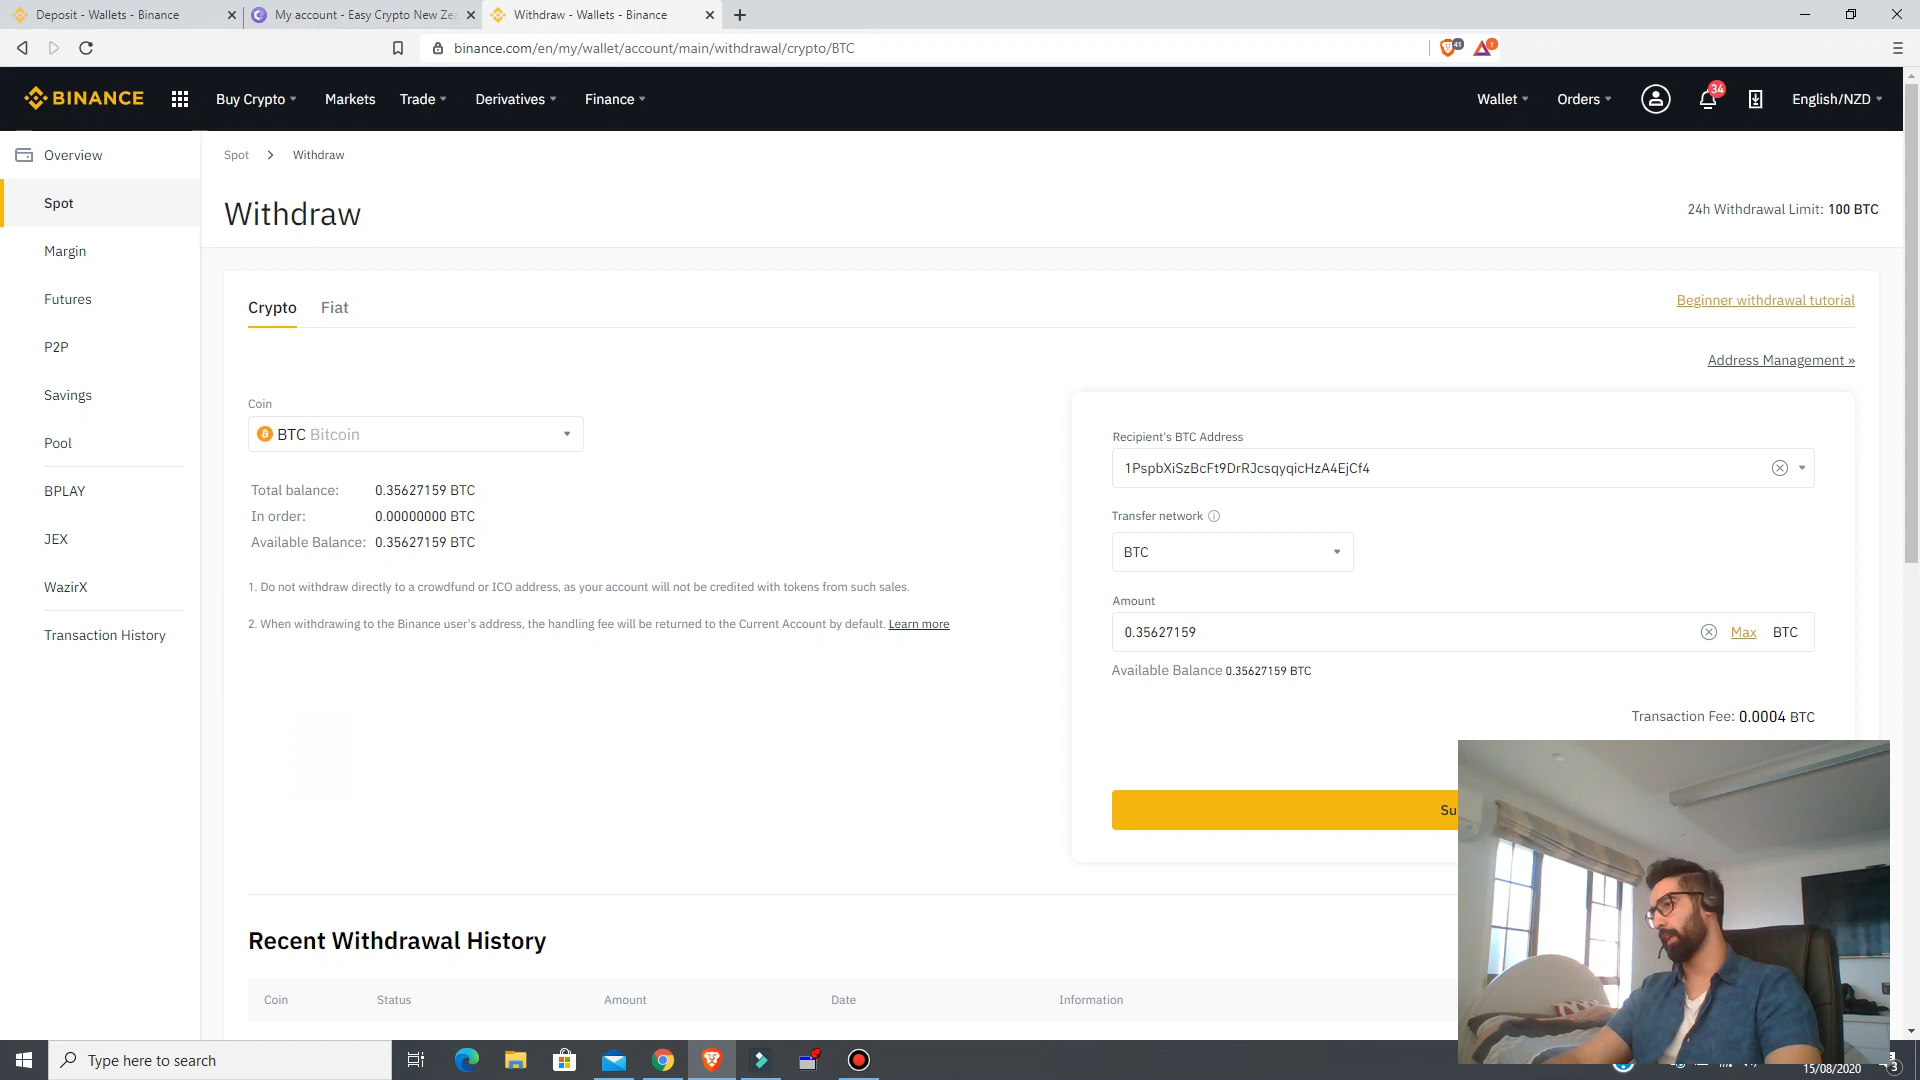 Deposit - Wallets - Binance
My account - Easy Crypto New Zea
Withdraw - Wallets - Binance
binance.com/en/my/wallet/account/main/withdrawal/crypto/BTC
41
1
BINANCE
Buy Crypto
Markets
Trade
Derivatives
Finance
Wallet
Orders
34
English/NZD
Overview
Spot
Margin
Futures
P2P
Savings
Pool
BPLAY
JEX
WazirX
Transaction History
Spot > Withdraw
Withdraw
24h Withdrawal Limit: 100 BTC
Crypto
Fiat
Beginner withdrawal tutorial
Address Management »
Coin
BTC Bitcoin
Total balance: 0.35627159 BTC
In order: 0.00000000 BTC
Available Balance: 0.35627159 BTC
1. Do not withdraw directly to a crowdfund or ICO address, as your account will not be credited with tokens from such sales.
2. When withdrawing to the Binance user's address, the handling fee will be returned to the Current Account by default. Learn more
Recipient's BTC Address
1PspbXiSzBcFt9DrRJcsqyqicHzA4EjCf4
Transfer network
BTC
Amount
0.35627159
Max
BTC
Available Balance 0.35627159 BTC
Transaction Fee: 0.0004 BTC
Su
Recent Withdrawal History
Coin
Status
Amount
Date
Information
Type here to search
15/08/2020
3